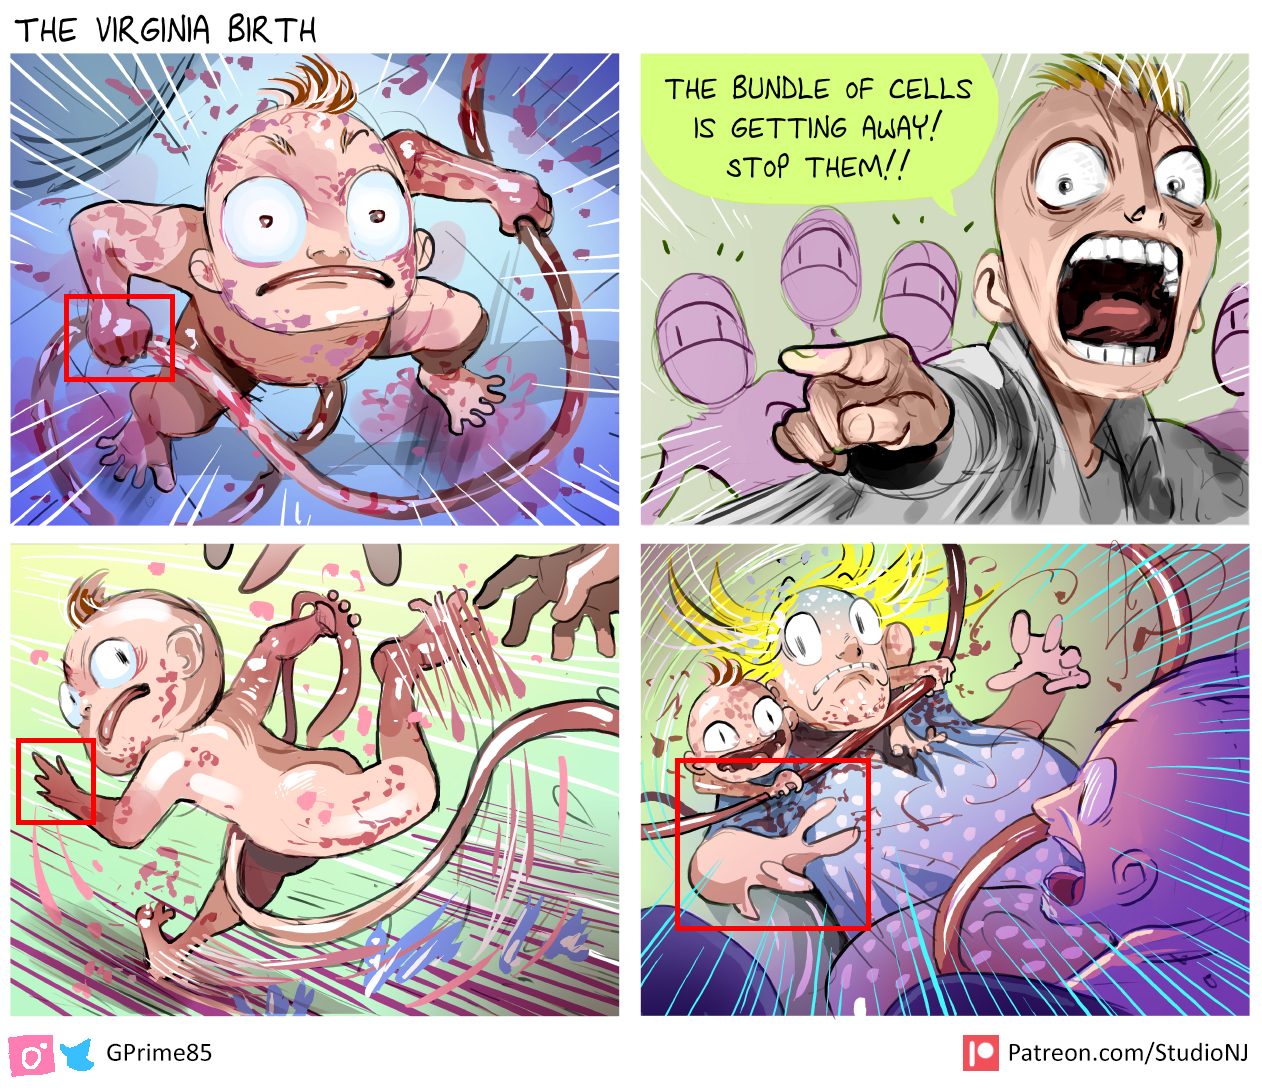 THE VIRGINIA BIRTH
THE BUNDLE OF CELLS
IS GETTING AWAY!
STOP THEM!!
GPrime85
Patreon.com/StudioNJ